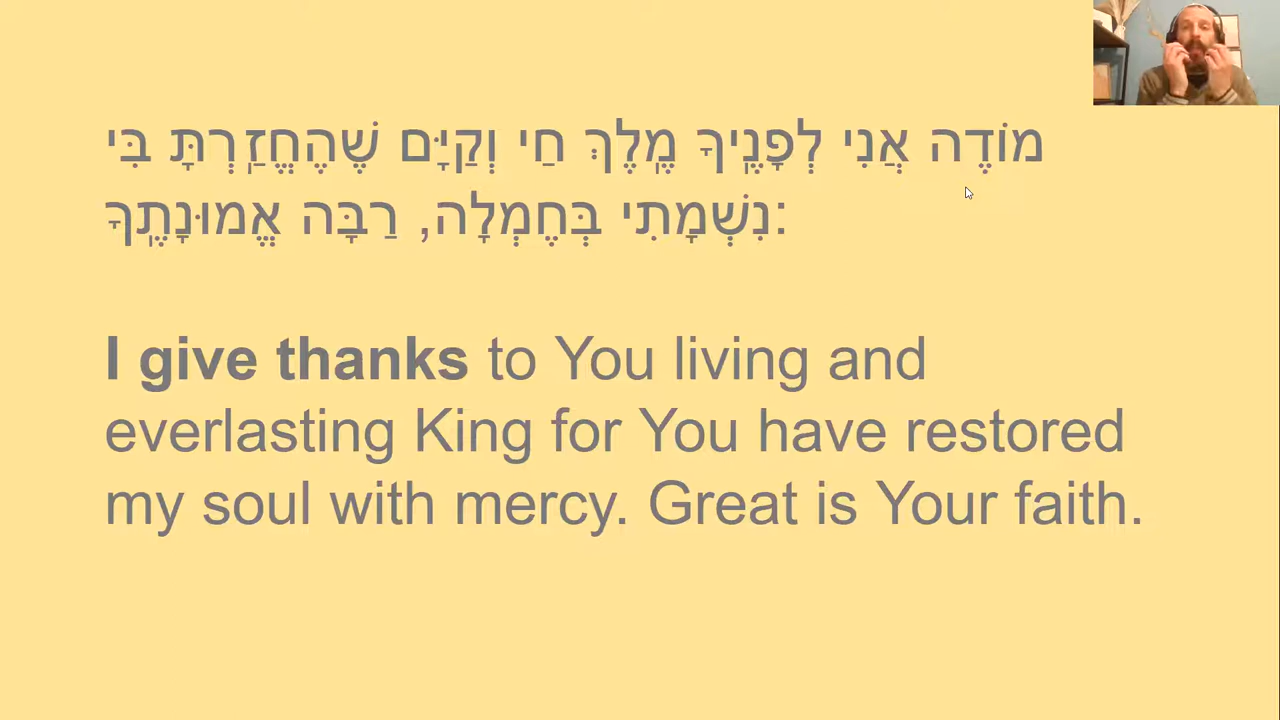 מוֹדֶה אֲנִי לְפָנֶֽיךָ מֶֽלֶךְ חַי וְקַיָּם שֶׁהֶחֱזַֽרְתָּ בִּי
נִשְׁמָתִי בְּחֶמְלָה, רַבָּה אֱמוּנָתֶֽךָ:
I give thanks to You living and
everlasting King for You have restored
my soul with mercy. Great is Your faith.